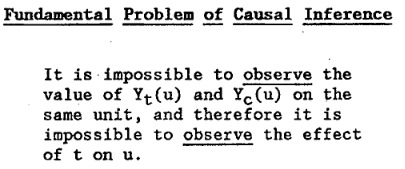 Fundamental Problem of Causal Inference
It is impossible to observe the
value of Yt(u) and Yc(u) on the
same unit, and therefore it is
impossible to observe the effect
of t on u.